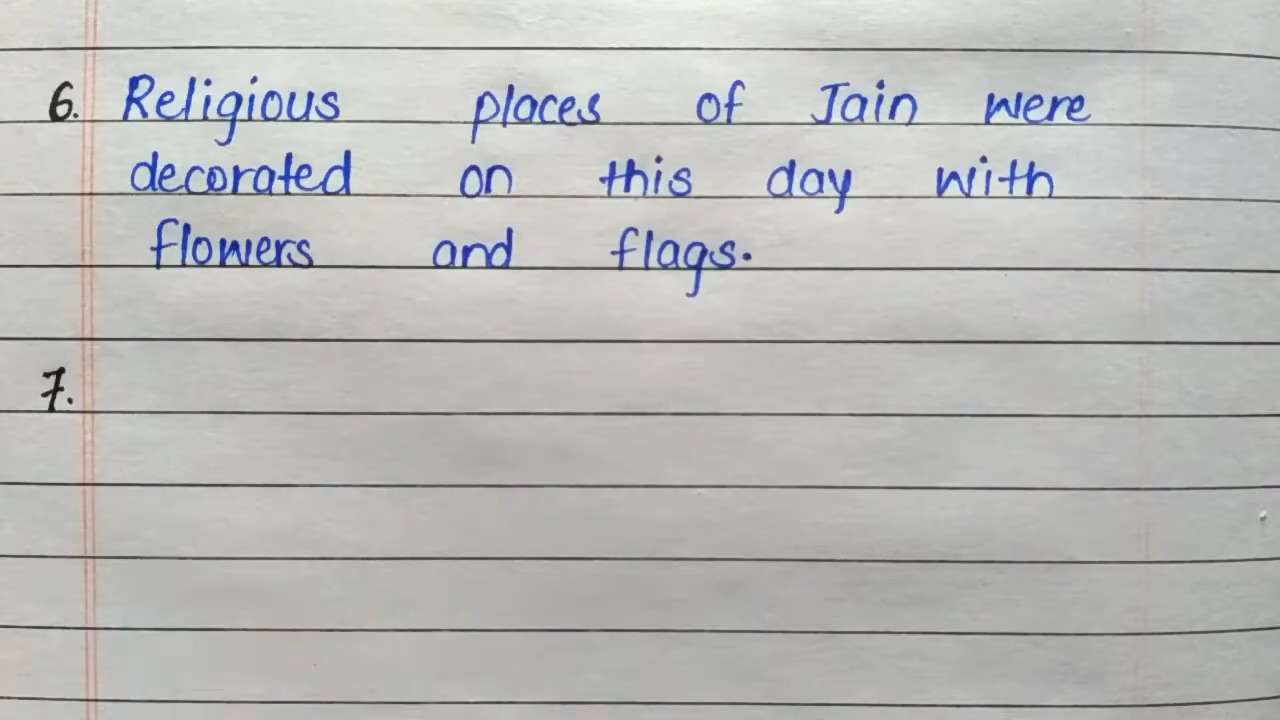 6. Religious places of Jain were
decorated on this day with
flowers and flags.
7.